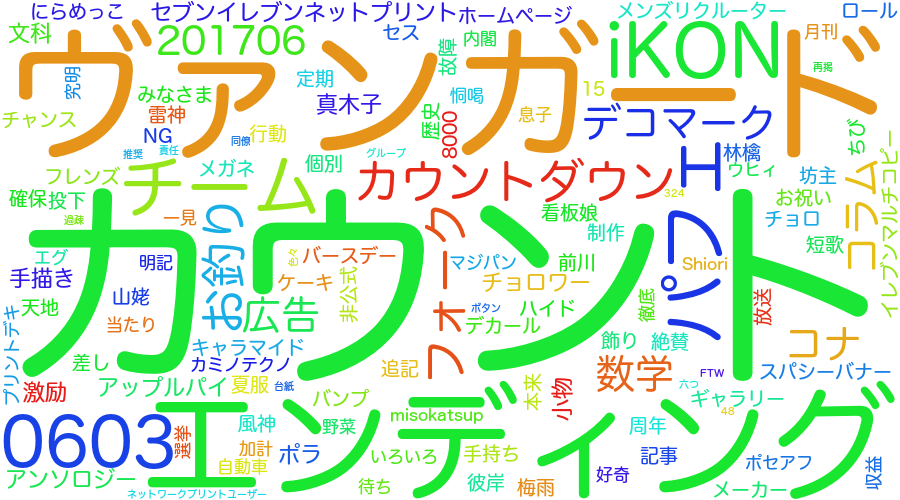 にらめっこ
セブンイレブンネットプリント
ホームページ
メンズリクルーター
ロール
文科
201706
セス
内閣
iKON
月刊
再掲
ヴァンガード
究明
定期
故障
恫喝
15
息子
みなさま
真木子
チャンス
雷神
NG
同僚
行動
歴史
8000
デコマーク
ちび
推奨
責任
グループ
エ
林檎
フレンズ
チーム
メガネ
個別
カウントダウン
ウヒィ
坊主
コピー
確保
投下
324
お祝い
過疎
一見
お釣り
フォーク
看板娘
パフ
チョロ
コラム
イレブンマルチコピー
エグ
明記
色々
バースデー
制作
短歌
カウント
手描き
ケーキ
非公式
マジパン
前川
Shiori
天地
山姥
チョロワー
放送
当たり
広告
ボタン
ハイド
徹底
プリントデキ
キャラマイド
デカール
飾り
絶賛
コナ
差し
カミノテクノ
追記
数学
FTW
スパシーバナー
激励
アップルパイ
夏服
台紙
バンプ
本来
小物
六つ
ギャラリー
0603
エンディング
misokatsup
48
選挙
風神
野菜
周年
加計
ポラ
いろいろ
手持ち
記事
ポセアフ
アンソロジー
自動車
好奇
収益
待ち
彼岸
梅雨
メーカー
ネットワークプリントユーザー